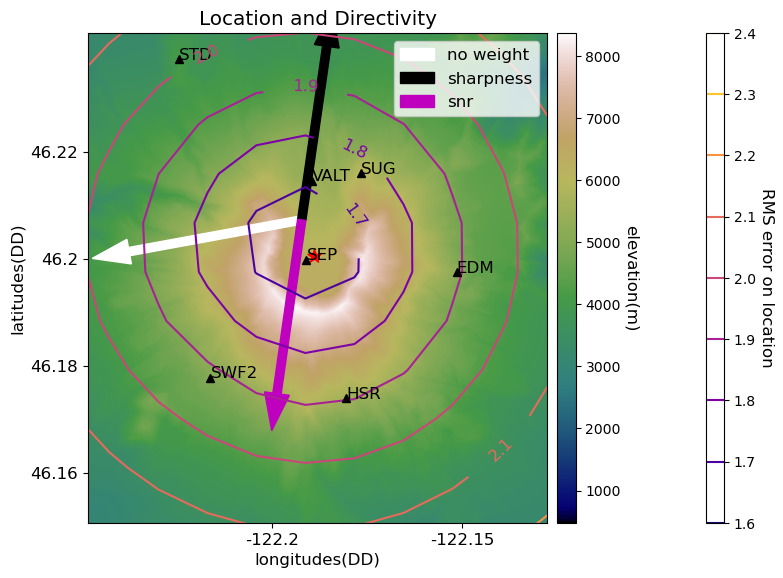 Location and Directivity
no weight
sharpness
snr
STD
2.0
1.9
1.8
VALT
SUG
1.7
SEP
EDM
SWF2
HSR
2.1
46.22
46.2
46.18
46.16
latitudes(DD)
-122.2
-122.15
longitudes(DD)
8000
7000
6000
5000
4000
3000
2000
1000
elevation(m)
2.4
2.3
2.2
2.1
2.0
1.9
1.8
1.7
1.6
RMS error on location